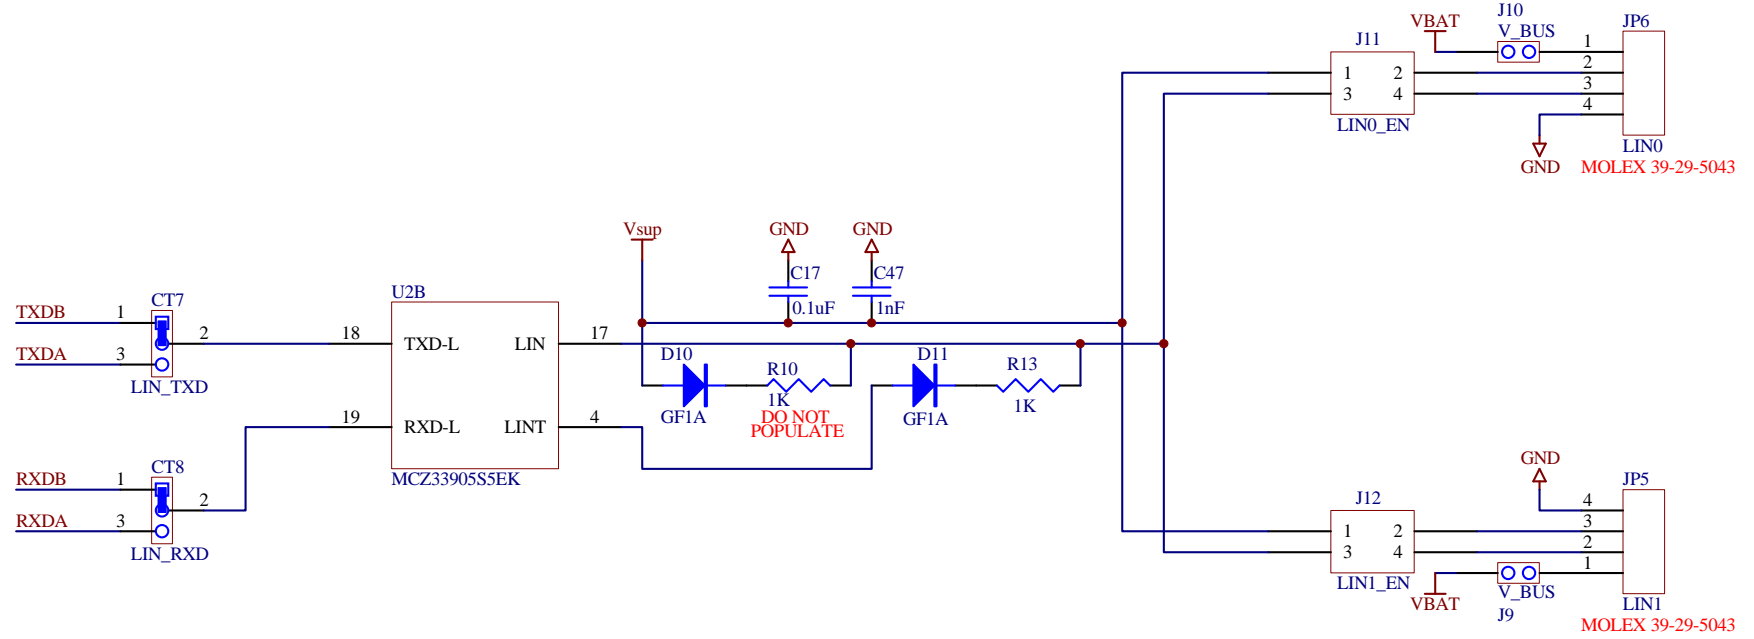 TXDB
1
CT7
2
TXDA
3
LIN_TXD
RXDB
1
CT8
2
RXDA
3
LIN_RXD
U2B
18
TXD-L
LIN
17
19
RXD-L
LINT
4
MCZ33905S5EK
Vsup
GND
GND
C17
C47
0.1uF
1nF
D10
GF1A
R10
1K
DO NOT
POPULATE
D11
GF1A
R13
1K
J11
1
2
3
4
LIN0_EN
VBAT
J10
V_BUS
JP6
1
2
3
4
GND
LIN0
MOLEX 39-29-5043
J12
1
2
3
4
LIN1_EN
GND
JP5
4
3
2
1
VBAT
V_BUS
J9
LIN1
MOLEX 39-29-5043